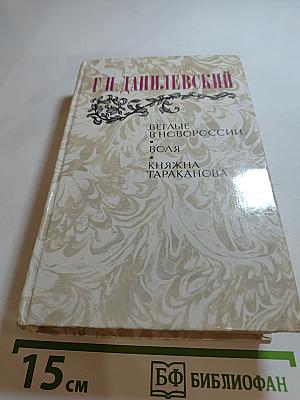 Г.П. ДАНИЛЕВСКИЙ
БЕГЛЫЕ
В НОВОРОССИИ
•
ВОЛЯ
•
КНЯЖНА
ТАРАКАНОВА
15 см
БФ БИБЛИОФАН